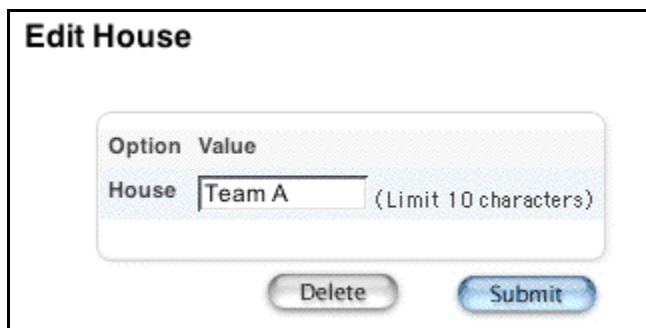 Edit House
Option Value
House Team A (Limit 10 characters)
Delete Submit